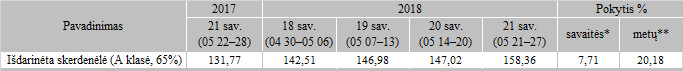 Pavadinimas 2017 2018 Pokytis %
21 sav. (05 22–28) 18 sav. (04 30–05 06) 19 sav. (05 07–13) 20 sav. (05 14–20) 21 sav. (05 21–27) savaitės* metų**
Išdarinėta skerdenėlė (A klasė, 65%) 131,77 142,51 146,98 147,02 158,36 7,71 20,18